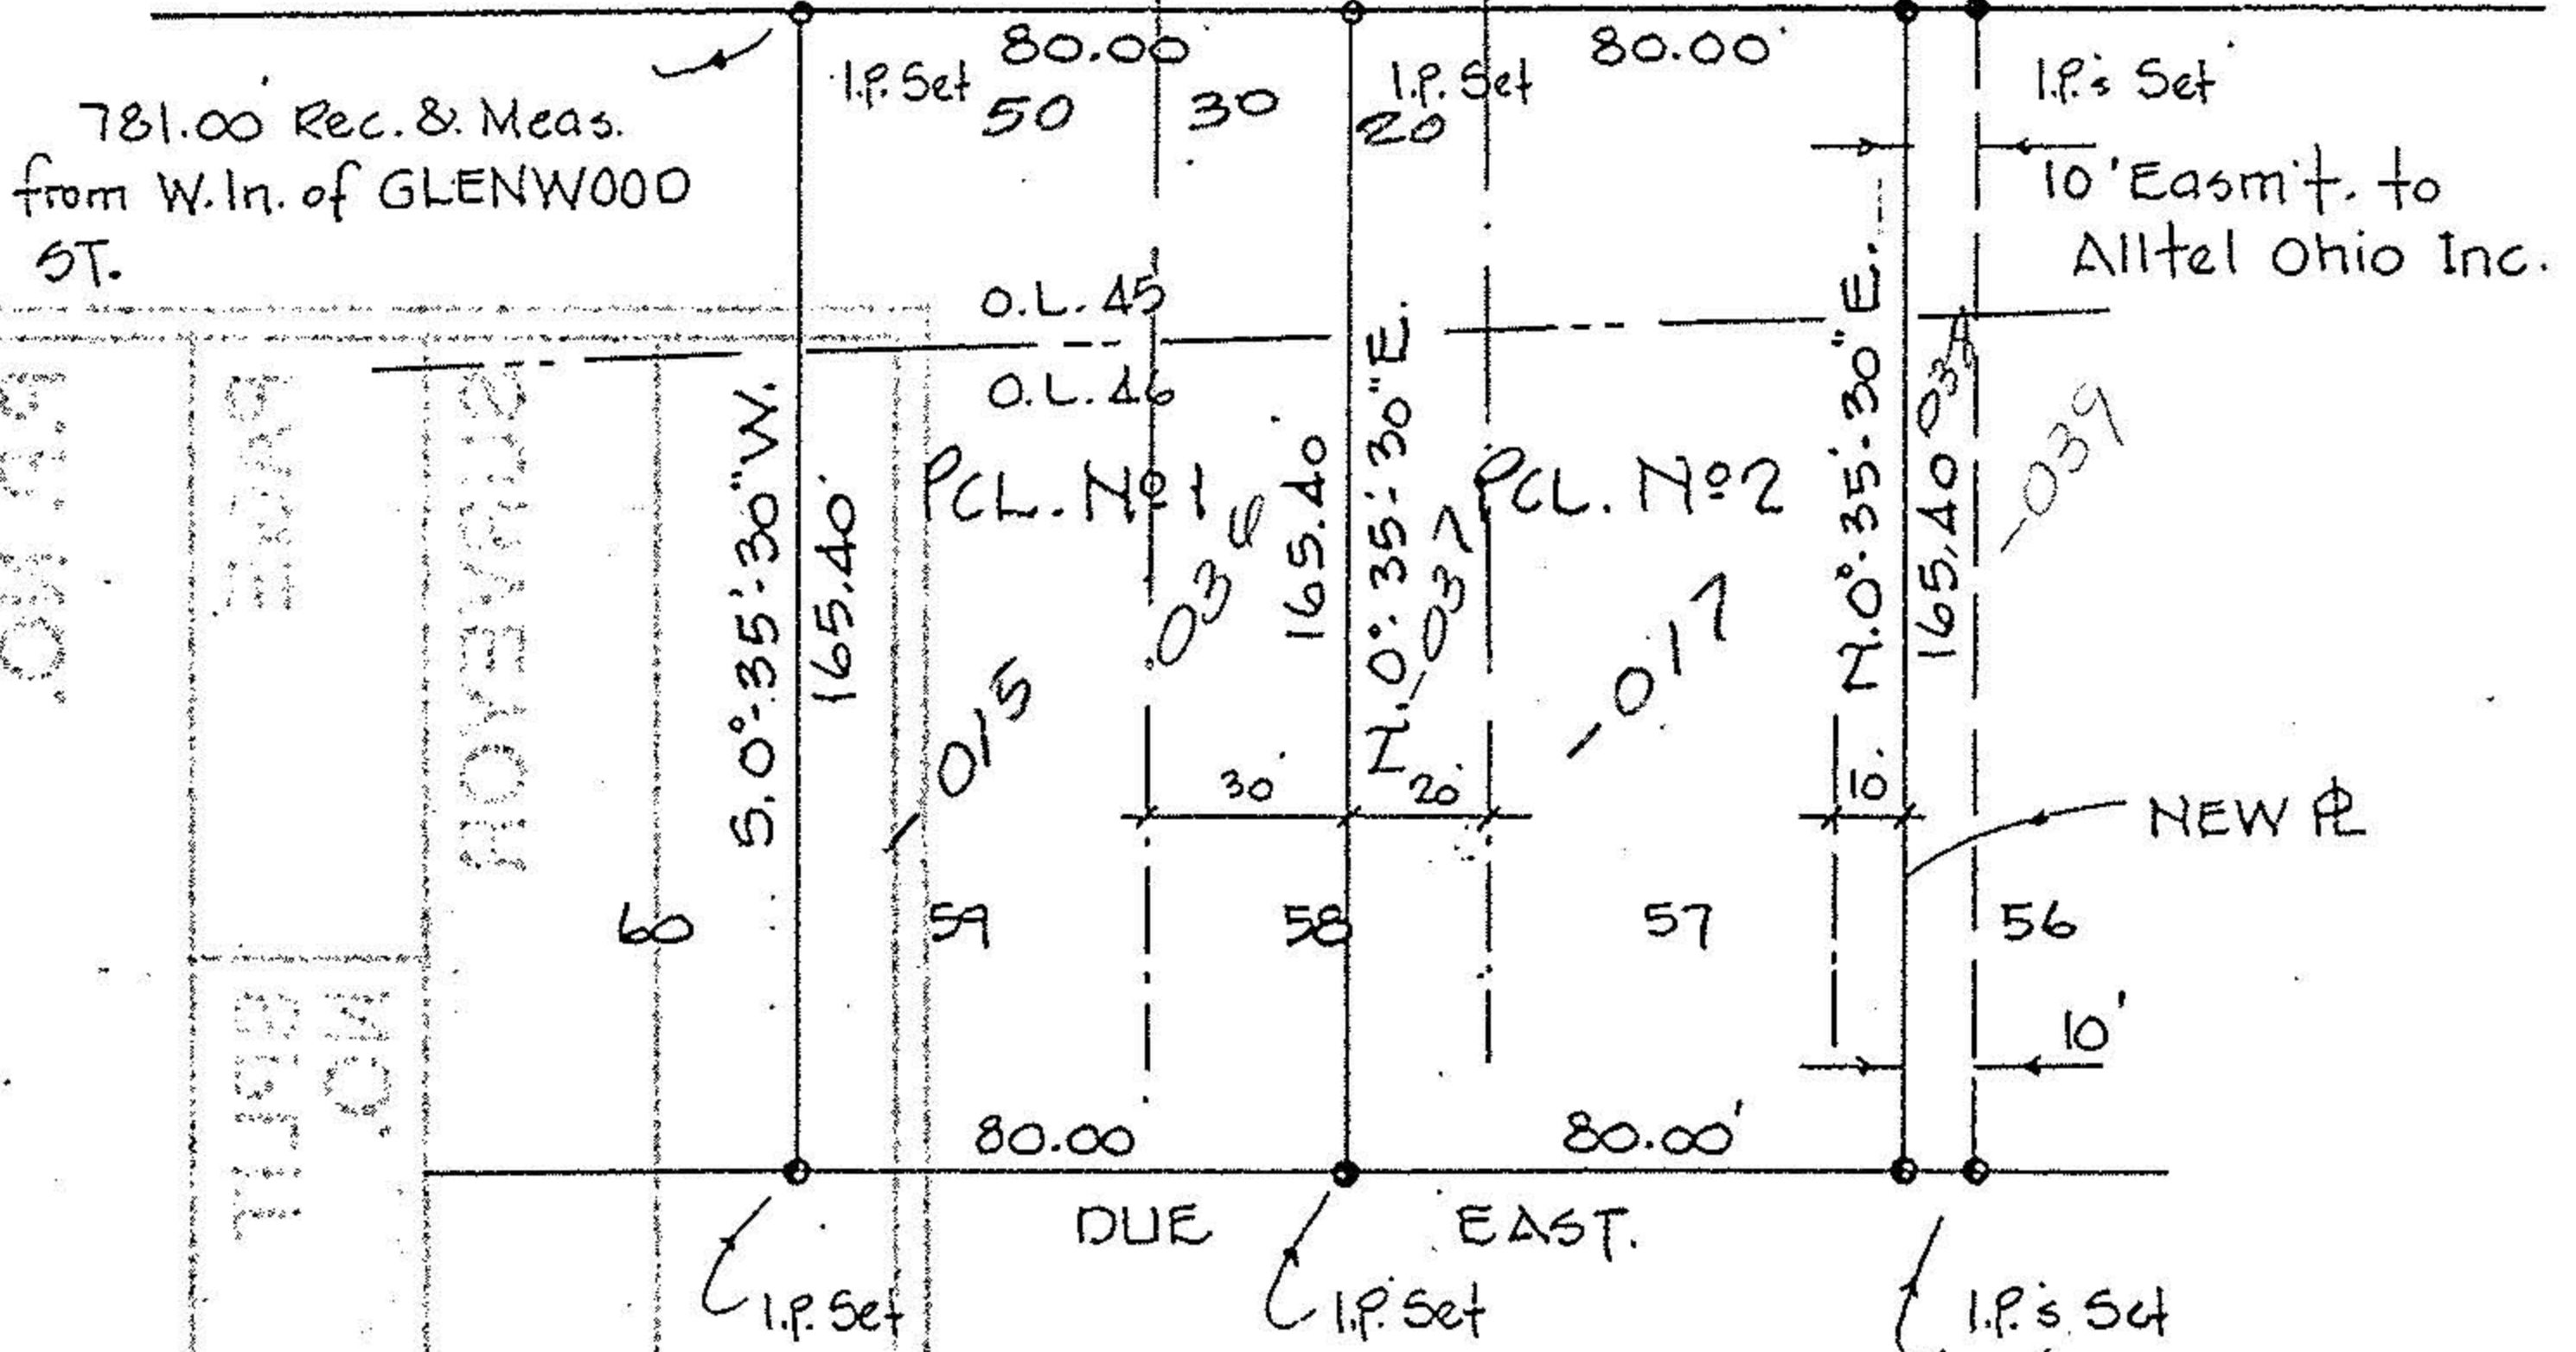 80.00'
80.00'
I.P. Set
I.P. Set
I.P.'s Set
50
30
20
781.00' Rec. & Meas.
from W. ln. of GLENWOOD
ST.
10' Easm't. to
Alltel Ohio Inc.
O.L. 45
O.L. 46
S. 0°-35'-30" W.
165.40'
PCL. Nº 1
165.40
N. 0°-35'-30" E.
PCL. Nº 2
N. 0°-35'-30" E.
165.40
-039
-037
-015
-017
30'
20'
10'
NEW PL
60
59
58
57
56
10'
80.00
80.00'
DUE EAST.
I.P. Set
I.P. Set
I.P.'s Set
SURVEYOR
PAGE
NO.